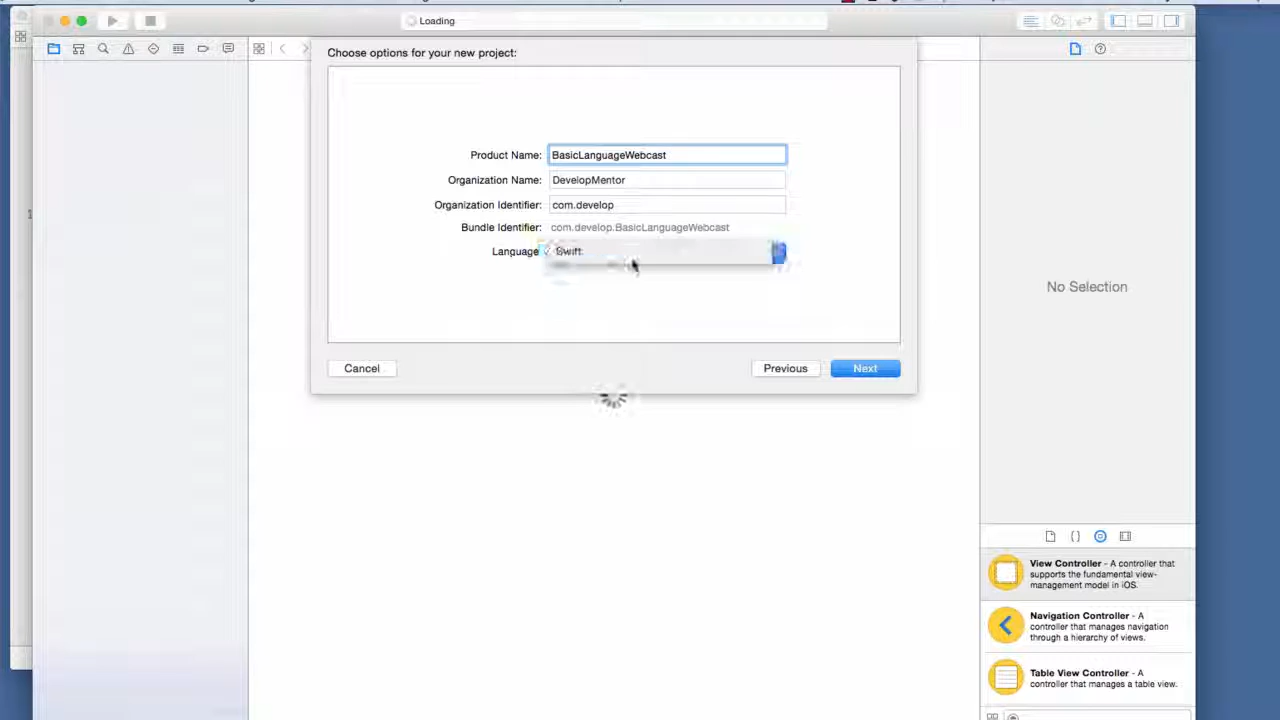 Loading
Choose options for your new project:
Product Name: BasicLanguageWebcast
Organization Name: DevelopMentor
Organization Identifier: com.develop
Bundle Identifier: com.develop.BasicLanguageWebcast
Language Swift
No Selection
Cancel
Previous
Next
View Controller - A controller that
supports the fundamental view-
management model in iOS.
Navigation Controller - A
controller that manages navigation
through a hierarchy of views.
Table View Controller - A
controller that manages a table view.